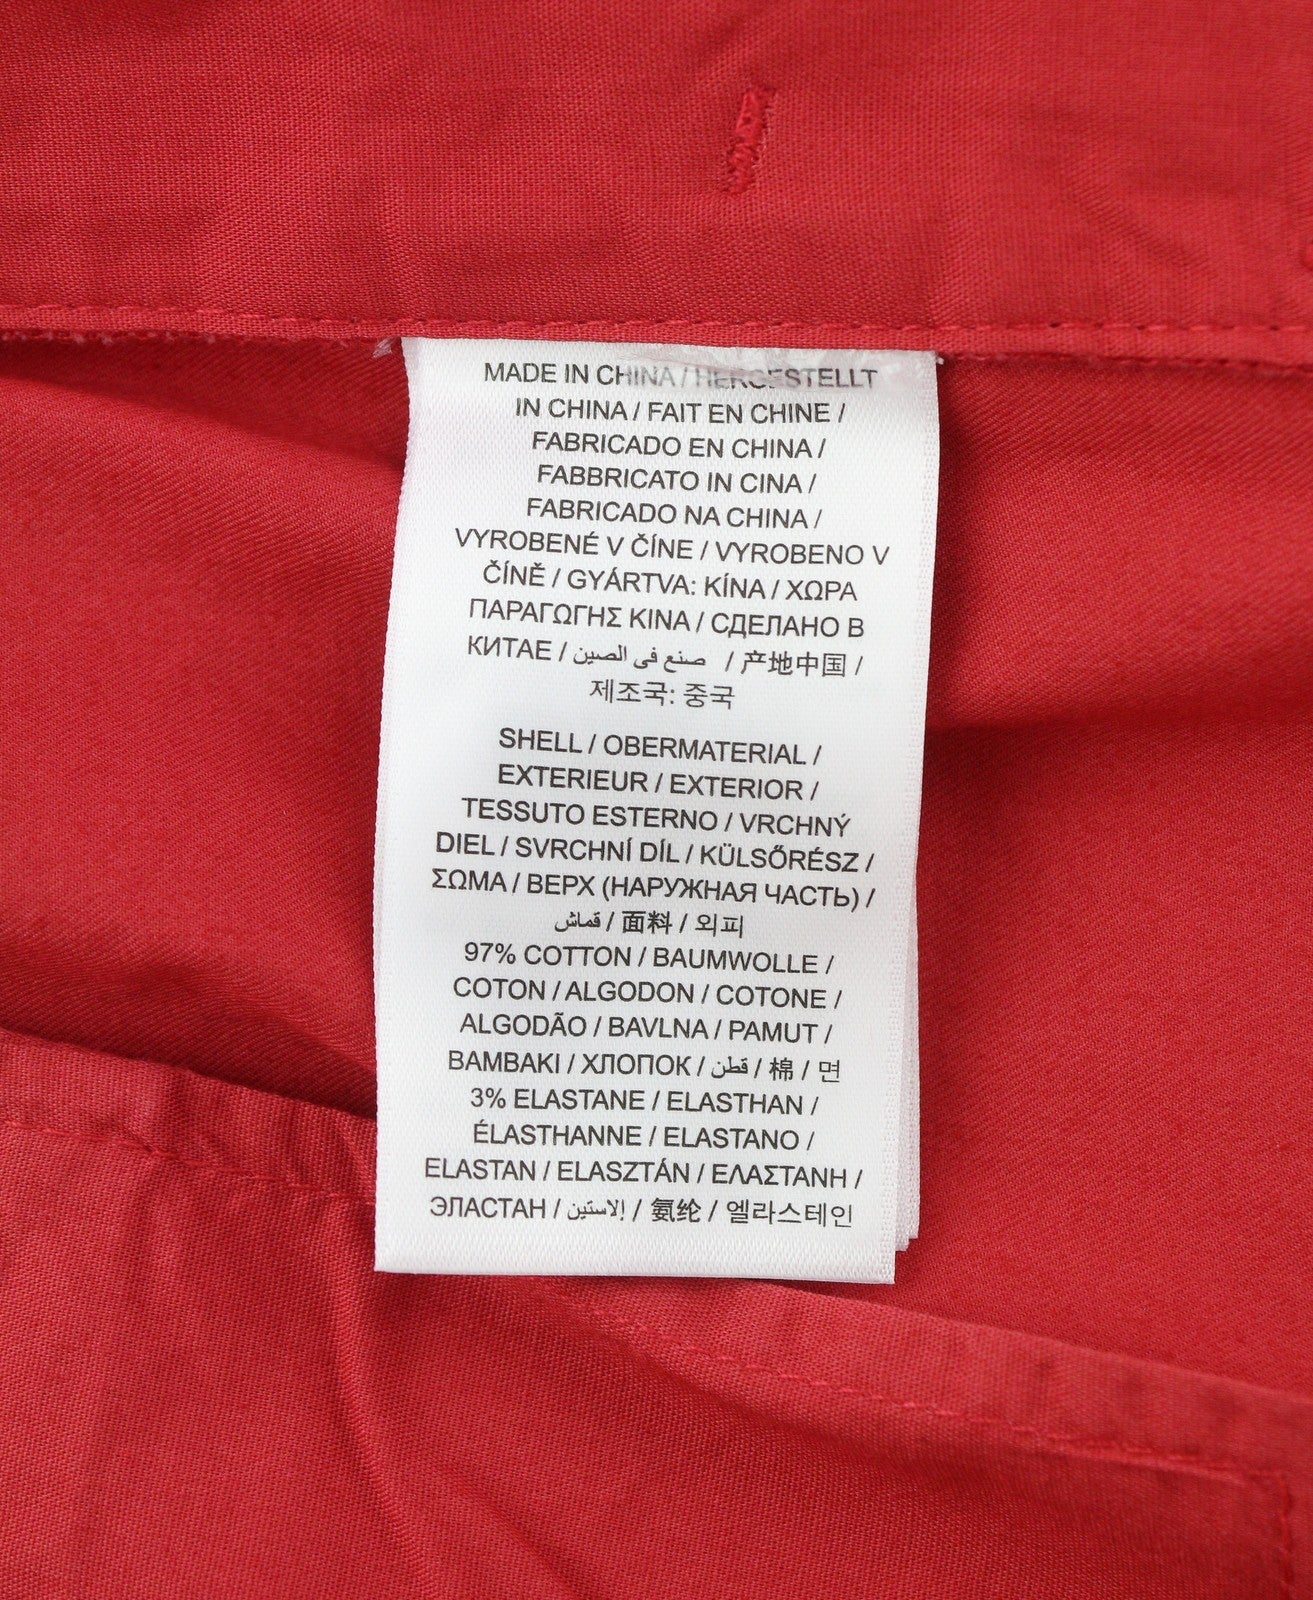 MADE IN CHINA / HERGESTELLT
IN CHINA / FAIT EN CHINE /
FABRICADO EN CHINA /
FABBRICATO IN CINA /
FABRICADO NA CHINA /
VYROBENÉ V ČÍNE / VYROBENO V
ČÍNĚ / GYÁRTVA: KÍNA / ΧΩΡΑ
ΠΑΡΑΓΩΓΗΣ ΚΙΝΑ / СДЕЛАНО В
КИТАЕ / صنع في الصين / 产地中国 /
제조국: 중국
SHELL / OBERMATERIAL /
EXTERIEUR / EXTERIOR /
TESSUTO ESTERNO / VRCHNÝ
DIEL / SVRCHNÍ DÍL / KÜLSŐRÉSZ /
ΣΩΜΑ / ВЕРХ (НАРУЖНАЯ ЧАСТЬ) /
قماش / 面料 / 외피
97% COTTON / BAUMWOLLE /
COTON / ALGODON / COTONE /
ALGODÃO / BAVLNA / PAMUT /
ΒΑΜΒΑΚΙ / ХЛОПОК / قطن / 棉 / 면
3% ELASTANE / ELASTHAN /
ÉLASTHANNE / ELASTANO /
ELASTAN / ELASZTÁN / ΕΛΑΣΤΑΝΗ /
ЭЛАСТАН / إلاستين / 氨纶 / 엘라스테인